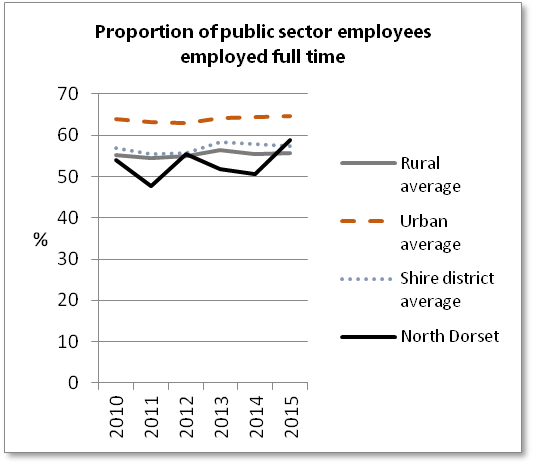 Proportion of public sector employees
employed full time
70
60
50
40
30
20
10
0
%
2010
2011
2012
2013
2014
2015
Rural
average
Urban
average
Shire district
average
North Dorset